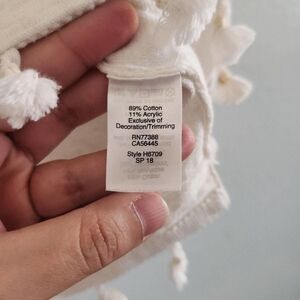 89% Cotton
11% Acrylic
Exclusive of
Decoration/Trimming
RN77388
CA56445
Style H6709
SP 18